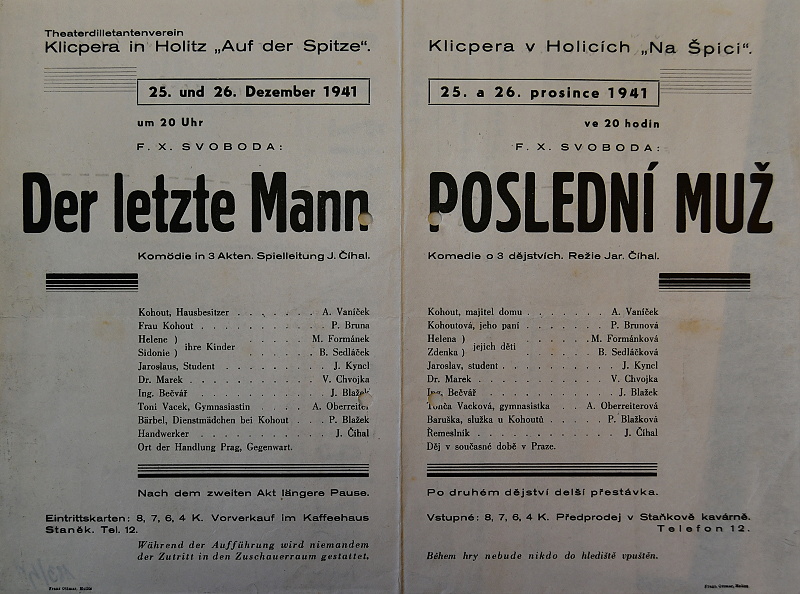 Theaterdilletantenverein
Klicpera in Holitz „Auf der Spitze“.
25. und 26. Dezember 1941
um 20 Uhr
F. X. SVOBODA:
Der letzte Mann
Komödie in 3 Akten. Spielleitung J. Číhal.
Kohout, Hausbesitzer . . . . . . . A. Vaníček
Frau Kohout . . . . . . . . . . P. Bruna
Helene ) ihre Kinder . . . . . . M. Formánek
Sidonie ) . . . . . . B. Sedláček
Jaroslaus, Student . . . . . . . . J. Kyncl
Dr. Marek . . . . . . . . . . V. Chvojka
Ing. Bečvář . . . . . . . . . . J. Blažek
Toni Vacek, Gymnasiastin . . . . A. Oberreiter
Bärbel, Dienstmädchen bei Kohout . . . P. Blažek
Handwerker . . . . . . . . . . J. Číhal
Ort der Handlung Prag, Gegenwart.
Nach dem zweiten Akt längere Pause.
Eintrittskarten: 8, 7, 6, 4 K. Vorverkauf im Kaffeehaus
Staněk. Tel. 12.
Während der Aufführung wird niemandem
der Zutritt in den Zuschauerraum gestattet.
Klicpera v Holicích „Na Špici“.
25. a 26. prosince 1941
ve 20 hodin
F. X. SVOBODA:
POSLEDNÍ MUŽ
Komedie o 3 dějstvích. Režie Jar. Číhal.
Kohout, majitel domu . . . . . . . A. Vaníček
Kohoutová, jeho paní . . . . . . . P. Brunová
Helena ) jejich děti . . . . . . M. Formánková
Zdenka ) . . . . . . B. Sedláčková
Jaroslav, student . . . . . . . . J. Kyncl
Dr. Marek . . . . . . . . . . V. Chvojka
Ing. Bečvář . . . . . . . . . . J. Blažek
Tonča Vacková, gymnasistka . . . A. Oberreiterová
Baruška, služka u Kohoutů . . . . P. Blažková
Řemeslník . . . . . . . . . . J. Číhal
Děj v současné době v Praze.
Po druhém dějství delší přestávka.
Vstupné: 8, 7, 6, 4 K. Předprodej v Staňkově kavárně.
Telefon 12.
Během hry nebude nikdo do hlediště vpuštěn.